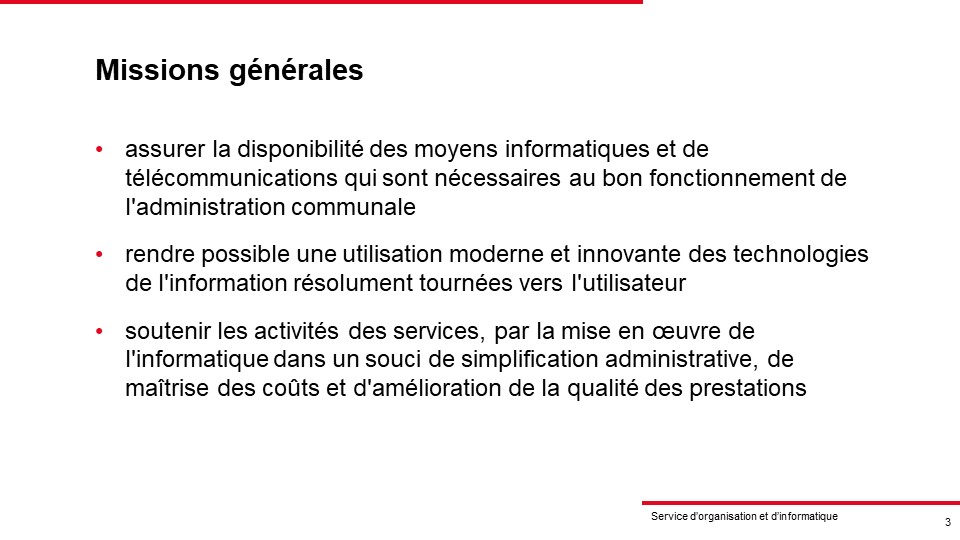 Missions générales
• assurer la disponibilité des moyens informatiques et de
télécommunications qui sont nécessaires au bon fonctionnement de
l'administration communale
• rendre possible une utilisation moderne et innovante des technologies
de l'information résolument tournées vers l'utilisateur
• soutenir les activités des services, par la mise en œuvre de
l'informatique dans un souci de simplification administrative, de
maîtrise des coûts et d'amélioration de la qualité des prestations
Service d'organisation et d'informatique
3